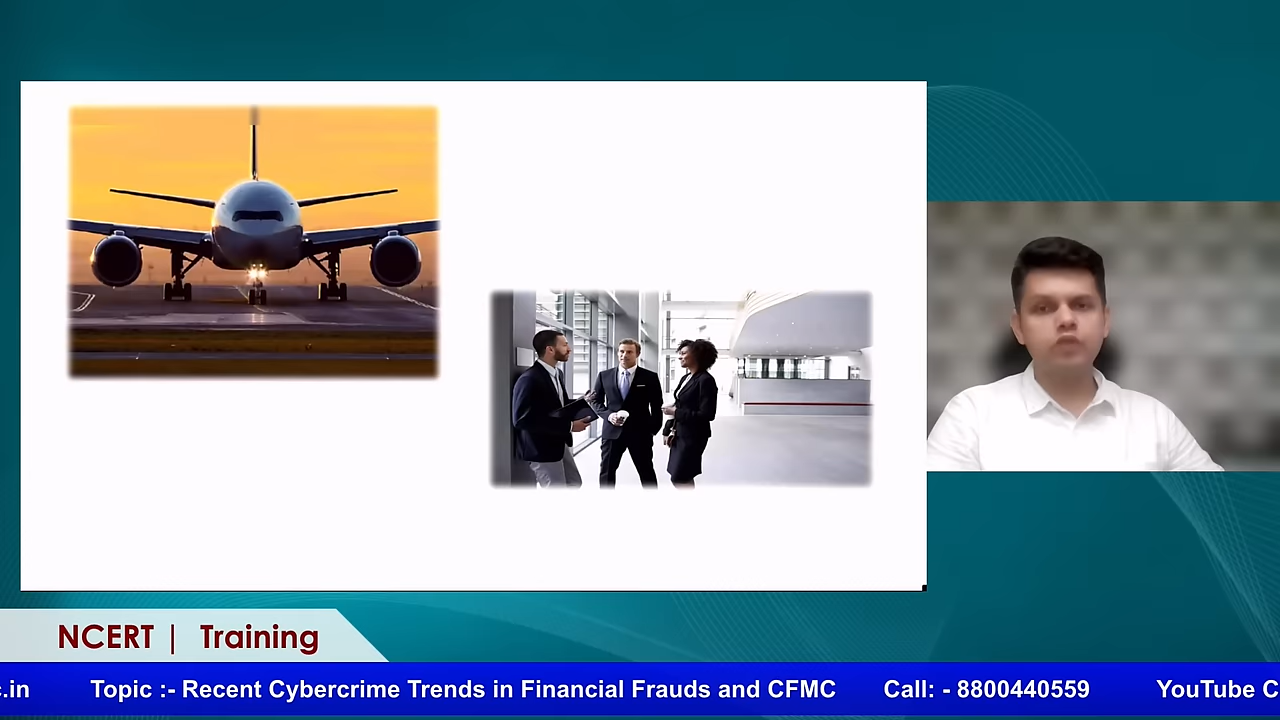 NCERT | Training
c.in Topic :- Recent Cybercrime Trends in Financial Frauds and CFMC Call: - 8800440559 YouTube C